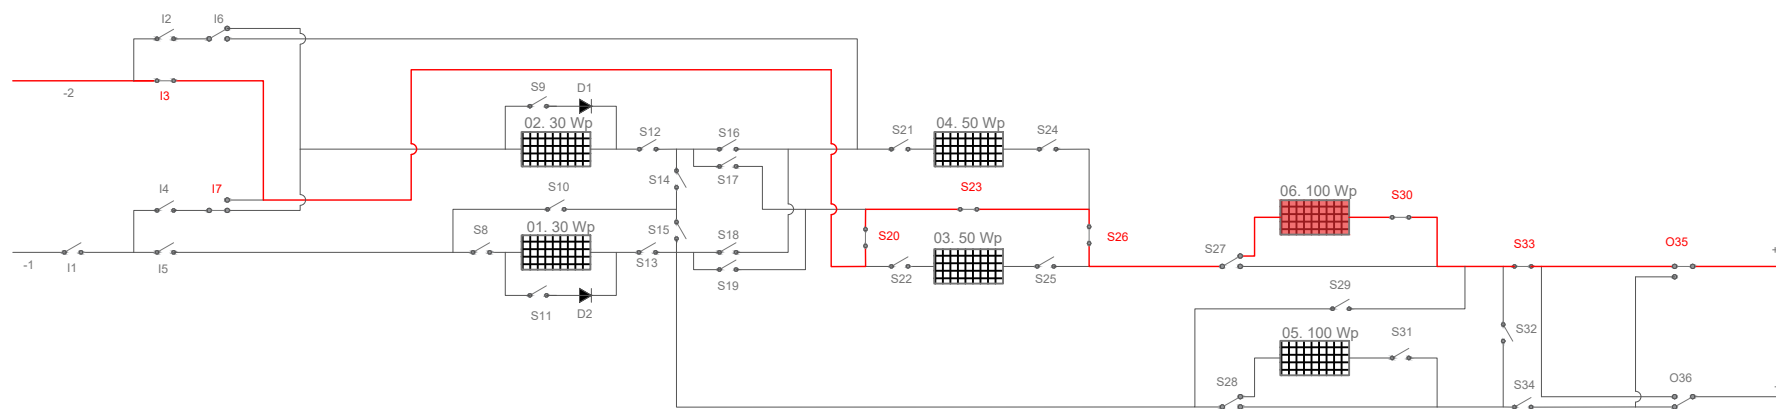 I2 I6
-2 I3
S9 D1
02. 30 Wp
S12 S16
S17
S14
S21 04. 50 Wp S24
I4 I7
S10
S23
06. 100 Wp S30
-1 I1 I5
S8 01. 30 Wp S13
S15 S18
S19
S20
S22 03. 50 Wp S25
S26
S27
S33 O35 +
S11 D2
S29
S32
05. 100 Wp S31
S28 S34 O36 -